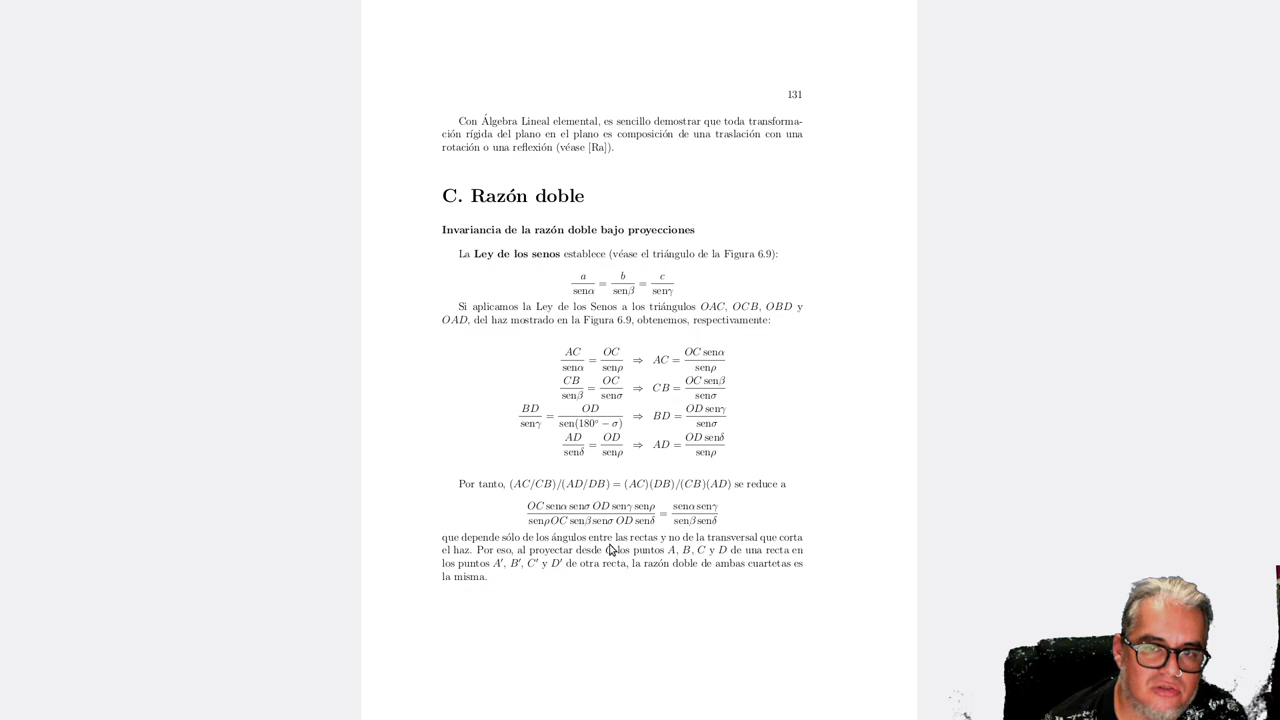 131
Con Álgebra Lineal elemental, es sencillo demostrar que toda transforma-
ción rígida del plano en el plano es composición de una traslación con una
rotación o una reflexión (véase [Ra]).
C. Razón doble
Invariancia de la razón doble bajo proyecciones
La Ley de los senos establece (véase el triángulo de la Figura 6.9):
a/senα = b/senβ = c/senγ
Si aplicamos la Ley de los Senos a los triángulos OAC, OCB, OBD y
OAD, del haz mostrado en la Figura 6.9, obtenemos, respectivamente:
AC/senα = OC/senρ ⇒ AC = OC senα/senρ
CB/senβ = OC/senσ ⇒ CB = OC senβ/senσ
BD/senγ = OD/sen(180° − σ) ⇒ BD = OD senγ/senσ
AD/senδ = OD/senρ ⇒ AD = OD senδ/senρ
Por tanto, (AC/CB)/(AD/DB) = (AC)(DB)/(CB)(AD) se reduce a
OC senα senσ OD senγ senρ/senρ OC senβ senσ OD senδ = senα senγ/senβ senδ
que depende sólo de los ángulos entre las rectas y no de la transversal que corta
el haz. Por eso, al proyectar desde los puntos A, B, C y D de una recta en
los puntos A′, B′, C′ y D′ de otra recta, la razón doble de ambas cuartetas es
la misma.